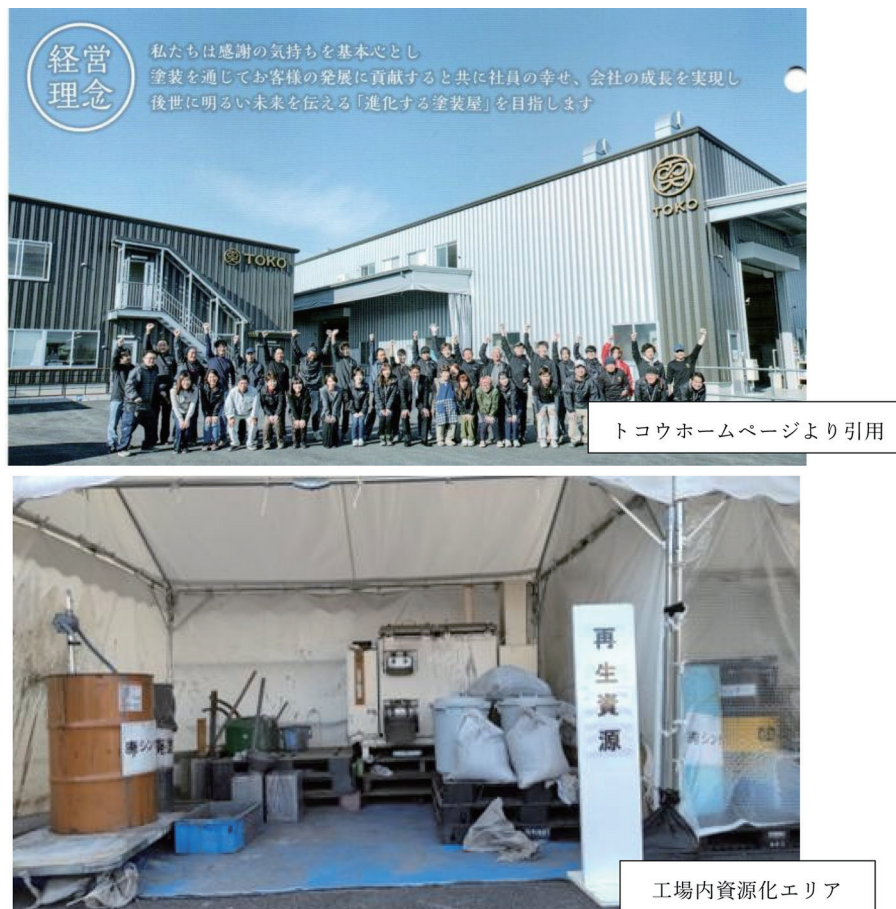 経営
理念
私たちは感謝の気持ちを基本心とし
塗装を通じてお客様の発展に貢献すると共に社員の幸せ、会社の成長を実現し
後世に明るい未来を伝える「進化する塗装屋」を目指します
TOKO
TOKO
トコウホームページより引用
再生資源
工場内資源化エリア